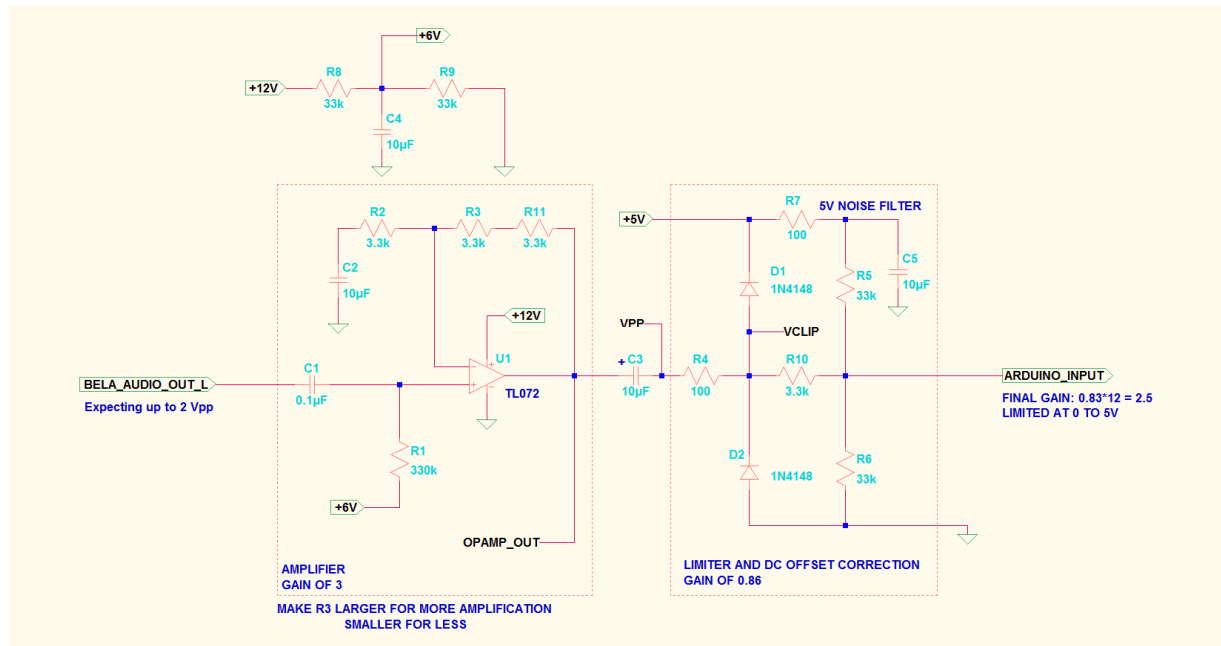 +6V
R8
R9
+12V
33k
33k
C4
10µF
R2
R3
R11
3.3k
3.3k
3.3k
C2
10µF
+12V
U1
TL072
C1
BELA_AUDIO_OUT_L
0.1µF
Expecting up to 2 Vpp
R1
330k
+6V
OPAMP_OUT
AMPLIFIER
GAIN OF 3
MAKE R3 LARGER FOR MORE AMPLIFICATION
SMALLER FOR LESS
+5V
R7
100
5V NOISE FILTER
C5
10µF
D1
1N4148
R5
33k
VPP
VCLIP
+ C3
10µF
R4
100
R10
3.3k
ARDUINO_INPUT
FINAL GAIN: 0.83*12 = 2.5
LIMITED AT 0 TO 5V
D2
1N4148
R6
33k
LIMITER AND DC OFFSET CORRECTION
GAIN OF 0.86